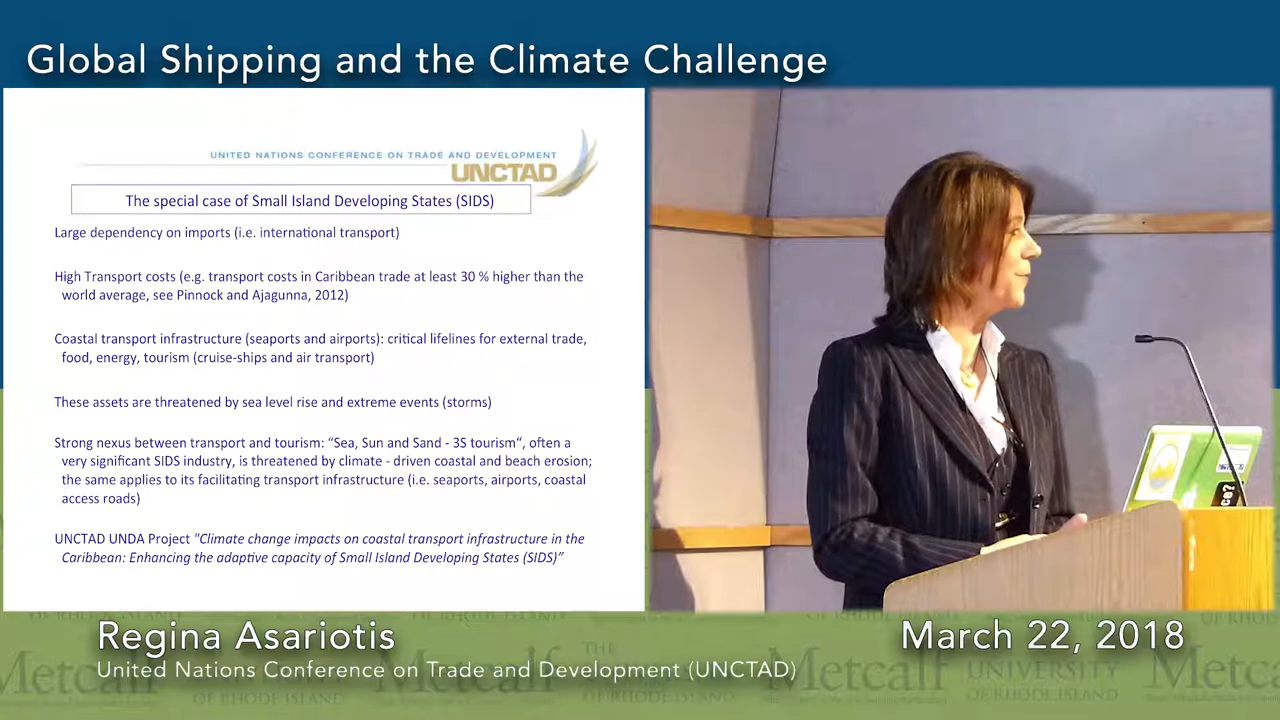 Global Shipping and the Climate Challenge
UNITED NATIONS CONFERENCE ON TRADE AND DEVELOPMENT
UNCTAD
The special case of Small Island Developing States (SIDS)
Large dependency on imports (i.e. international transport)
High Transport costs (e.g. transport costs in Caribbean trade at least 30 % higher than the
world average, see Pinnock and Ajagunna, 2012)
Coastal transport infrastructure (seaports and airports): critical lifelines for external trade,
food, energy, tourism (cruise-ships and air transport)
These assets are threatened by sea level rise and extreme events (storms)
Strong nexus between transport and tourism: “Sea, Sun and Sand - 3S tourism“, often a
very significant SIDS industry, is threatened by climate - driven coastal and beach erosion;
the same applies to its facilitating transport infrastructure (i.e. seaports, airports, coastal
access roads)
UNCTAD UNDA Project “Climate change impacts on coastal transport infrastructure in the
Caribbean: Enhancing the adaptive capacity of Small Island Developing States (SIDS)”
Regina Asariotis
United Nations Conference on Trade and Development (UNCTAD)
March 22, 2018
Metcalf
THE
UNIVERSITY
OF RHODE ISLAND